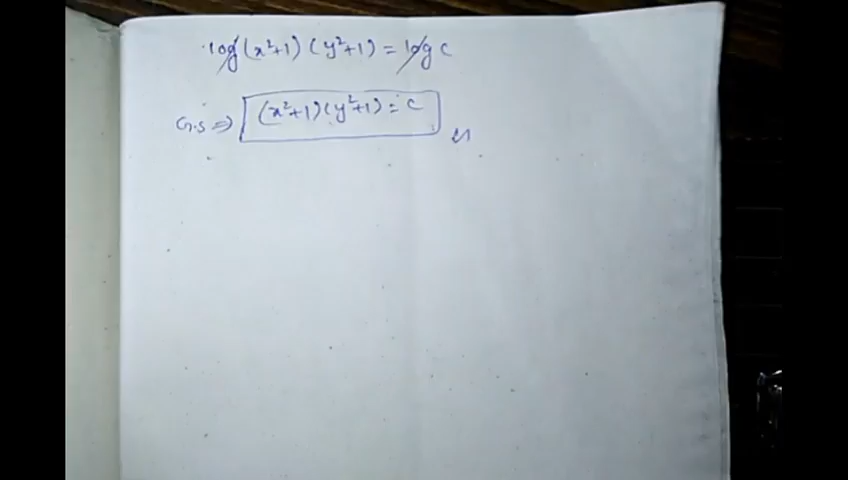 log(x²+1)(y²+1) = log c
G.S ⇒ (x²+1)(y²+1) = c